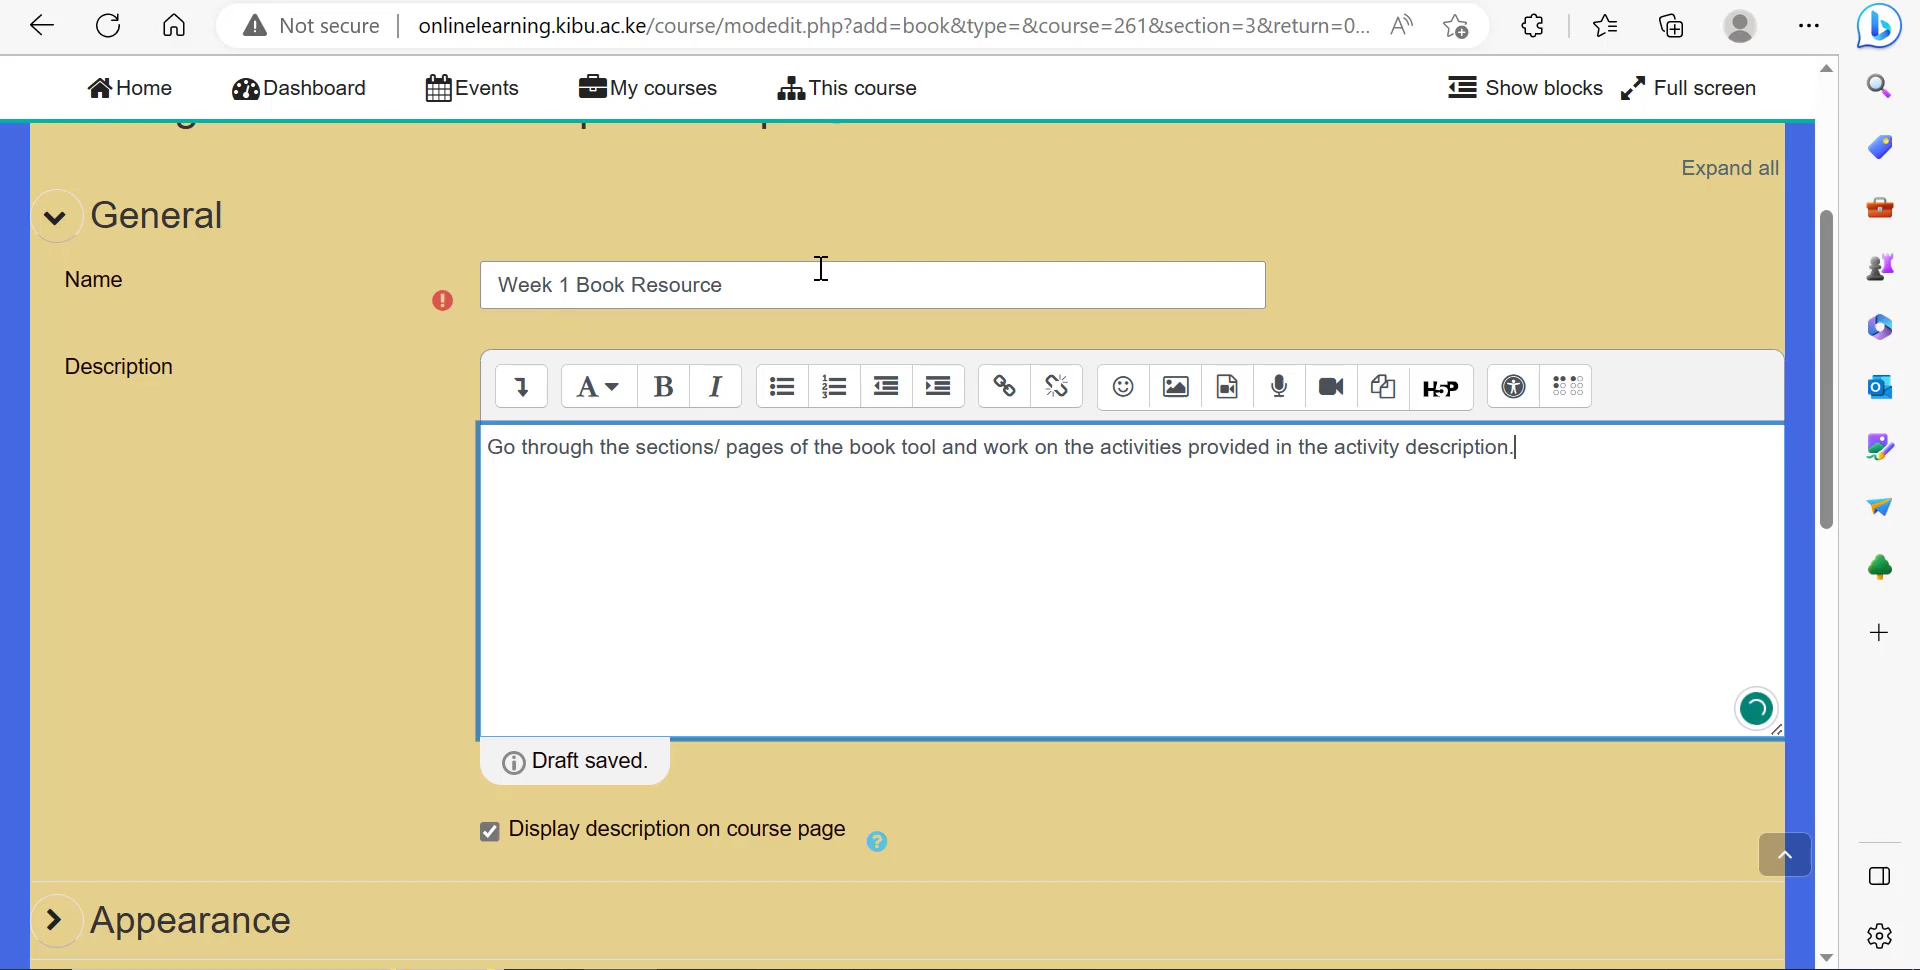 Not secure
onlinelearning.kibu.ac.ke/course/modedit.php?add=book&type=&course=261&section=3&return=0...
Home
Dashboard
Events
My courses
This course
Show blocks
Full screen
Expand all
General
Name
Week 1 Book Resource
Description
A B I H5P
Go through the sections/ pages of the book tool and work on the activities provided in the activity description.
Draft saved.
Display description on course page
Appearance